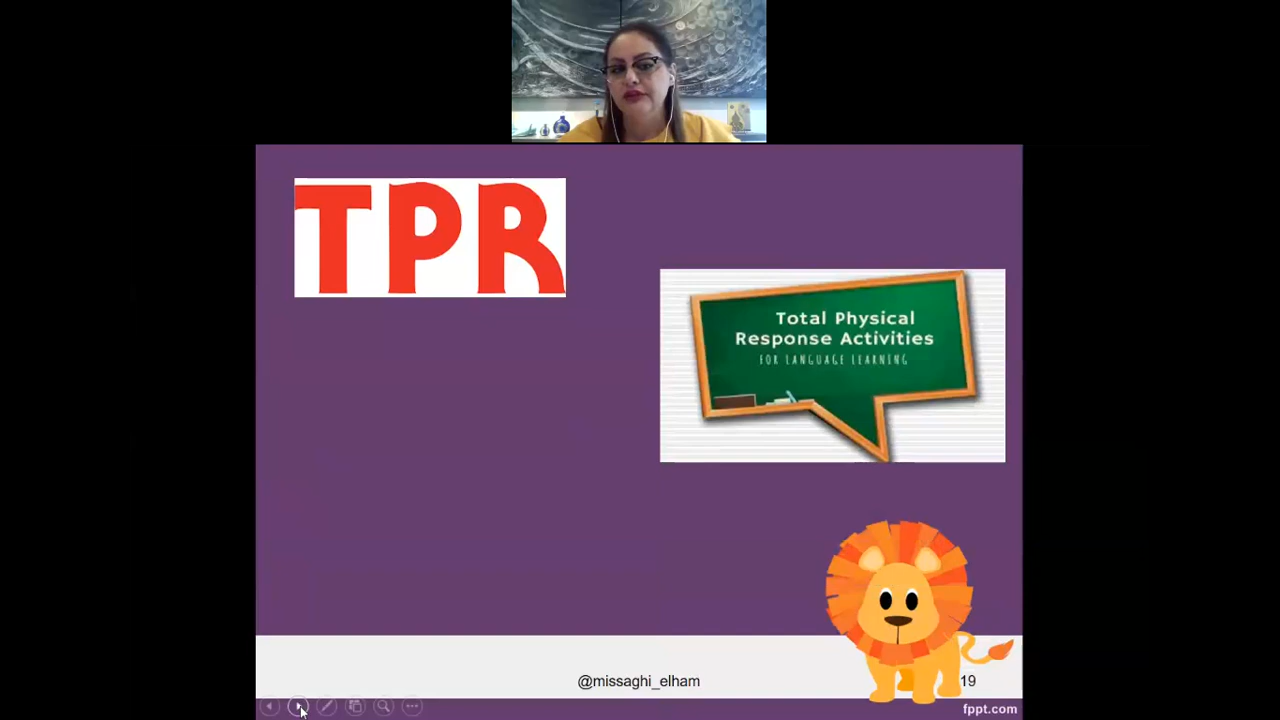 TPR
Total Physical
Response Activities
FOR LANGUAGE LEARNING
@missaghi_elham
19
fppt.com